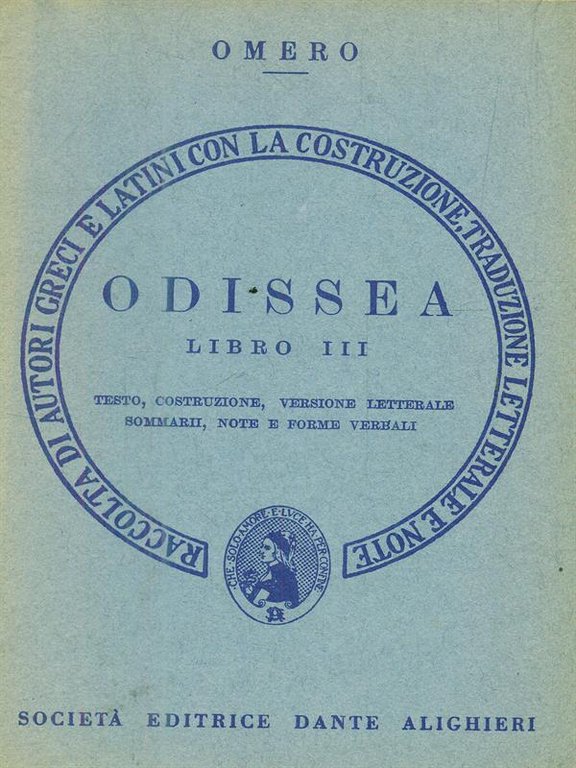 OMERO
RACCOLTA DI AUTORI GRECI E LATINI CON LA COSTRUZIONE, TRADUZIONE LETTERALE E NOTE
ODISSEA
LIBRO III
TESTO, COSTRUZIONE, VERSIONE LETTERALE
SOMMARII, NOTE E FORME VERBALI
CHE·SOLO·AMORE·E·LVCE·HA·PER·CONFINE
SOCIETÀ EDITRICE DANTE ALIGHIERI